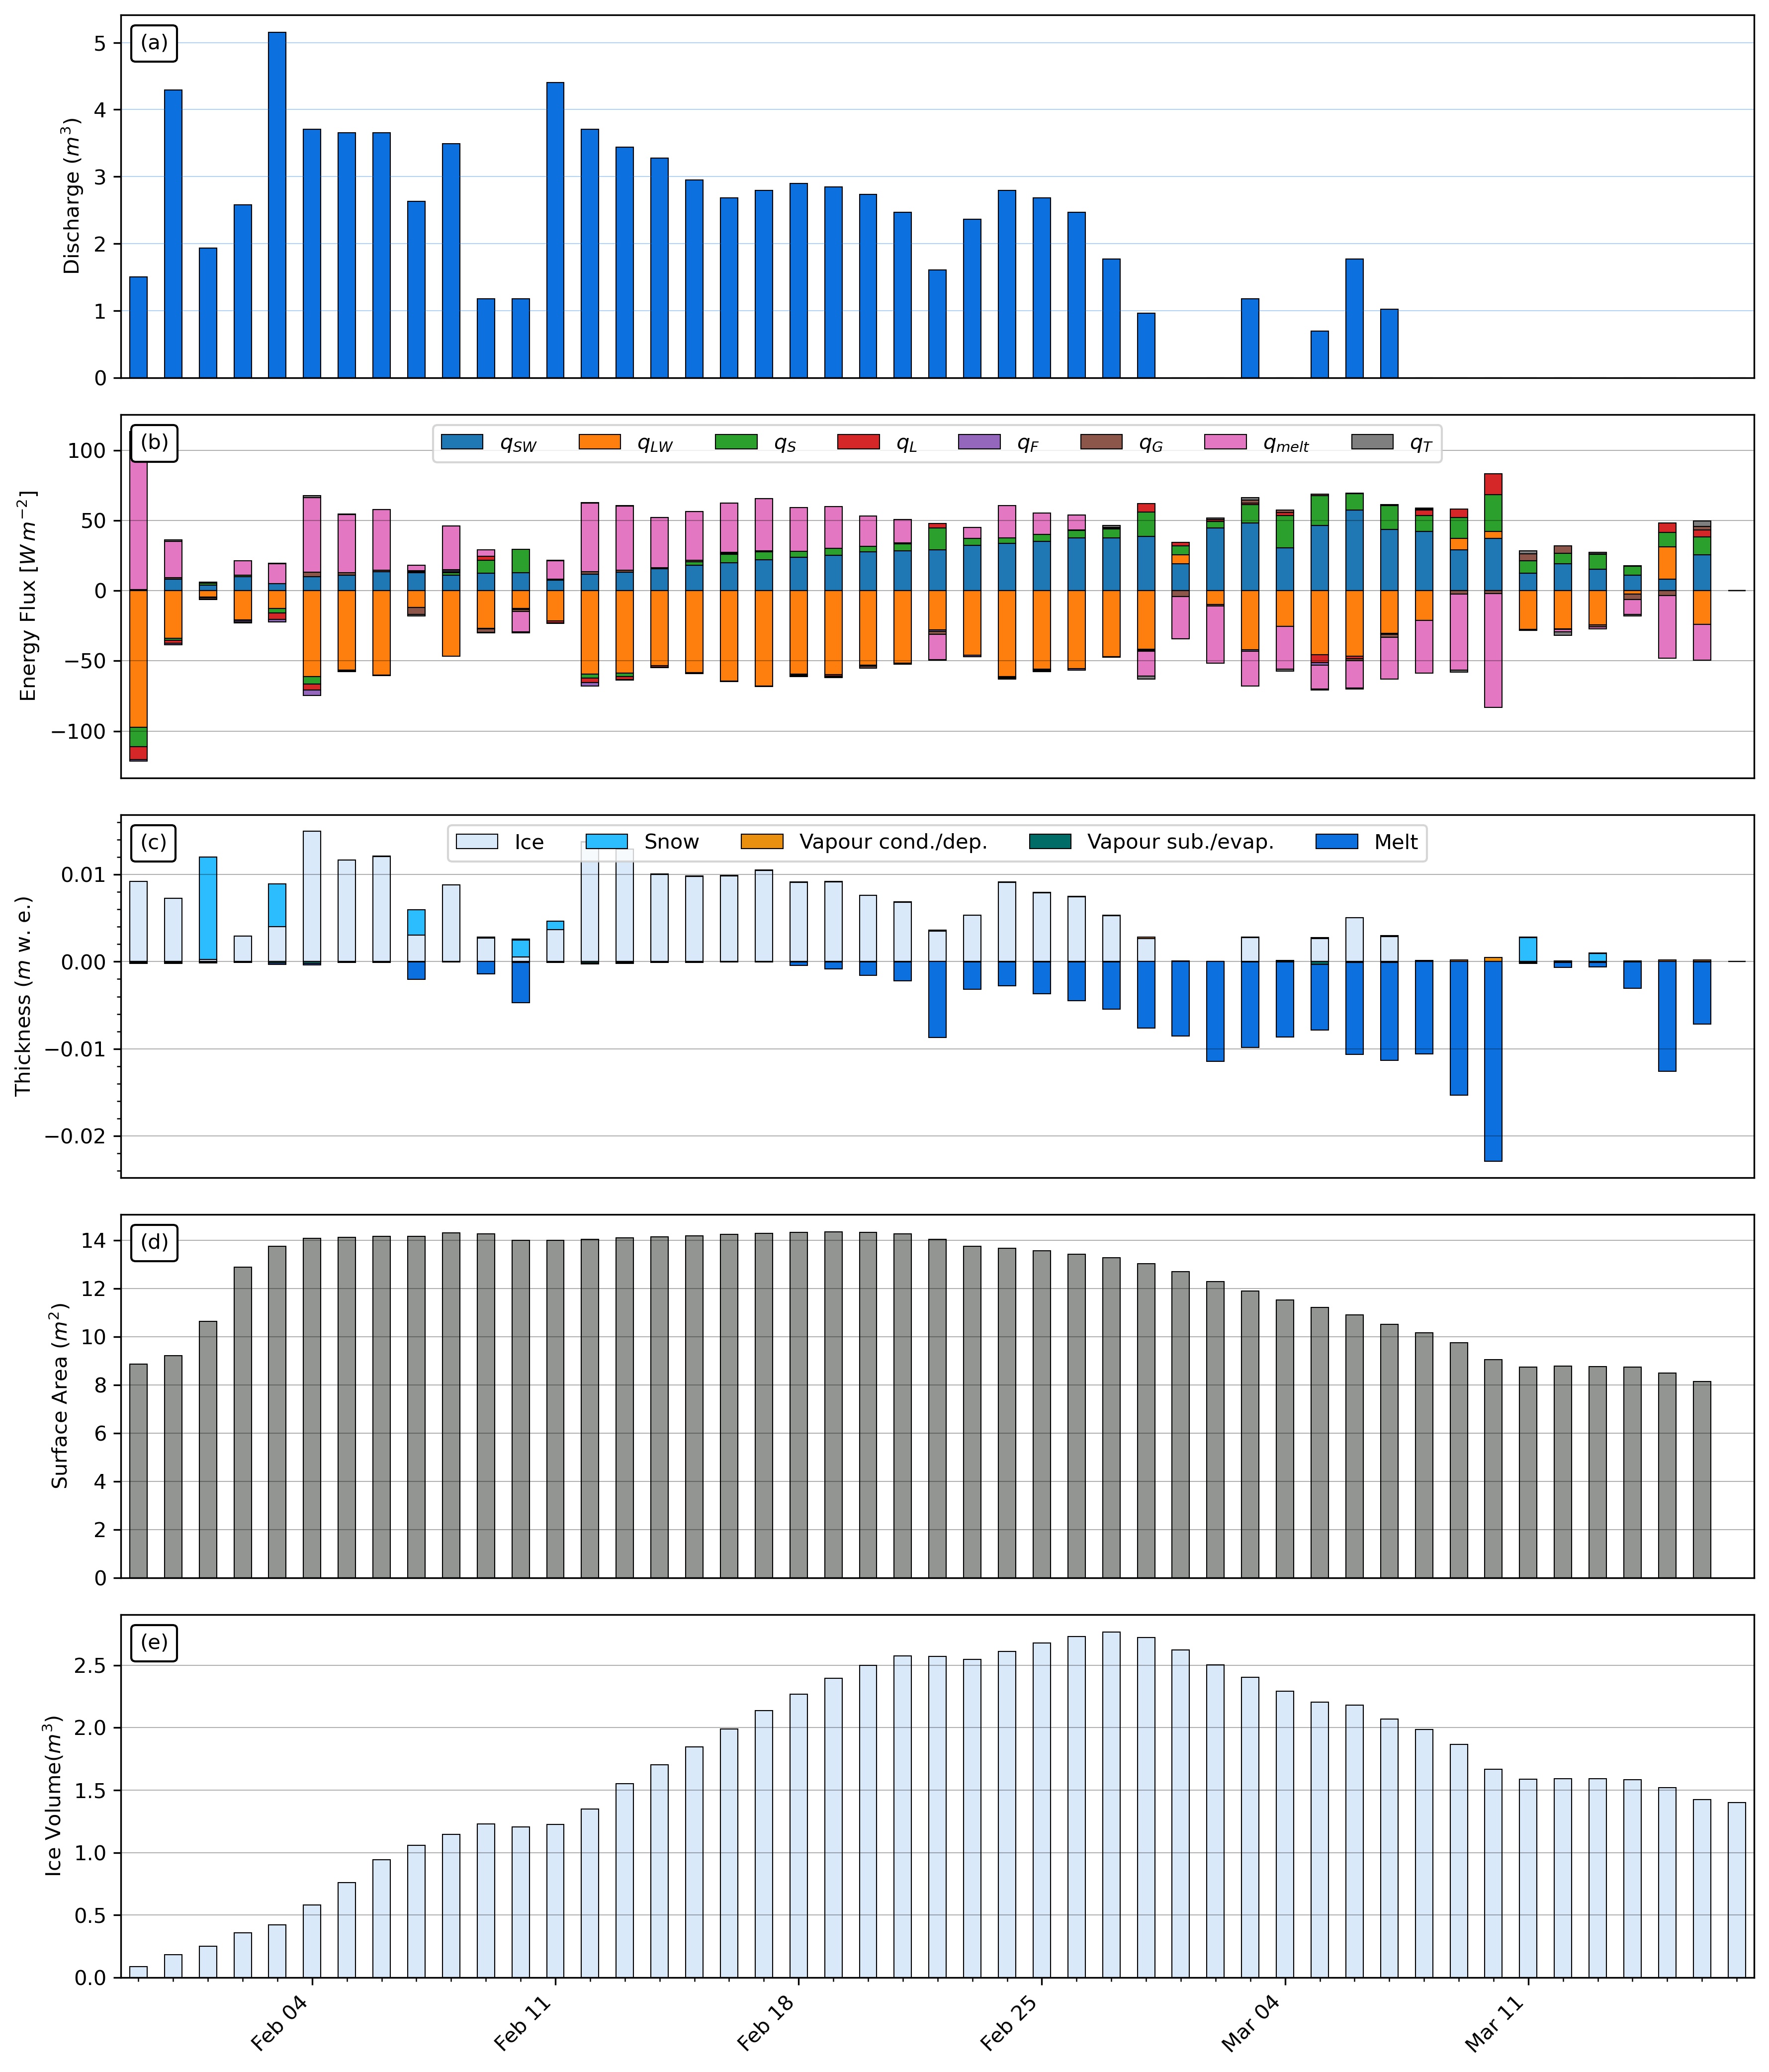 (a)
Discharge (m³)
5
4
3
2
1
0
(b)
q_SW q_LW q_S q_L q_F q_G q_melt q_T
Energy Flux [W m⁻²]
100
50
0
−50
−100
(c)
Ice Snow Vapour cond./dep. Vapour sub./evap. Melt
Thickness (m w. e.)
0.01
0.00
−0.01
−0.02
(d)
Surface Area (m²)
14
12
10
8
6
4
2
0
(e)
Ice Volume(m³)
2.5
2.0
1.5
1.0
0.5
0.0
Feb 04 Feb 11 Feb 18 Feb 25 Mar 04 Mar 11